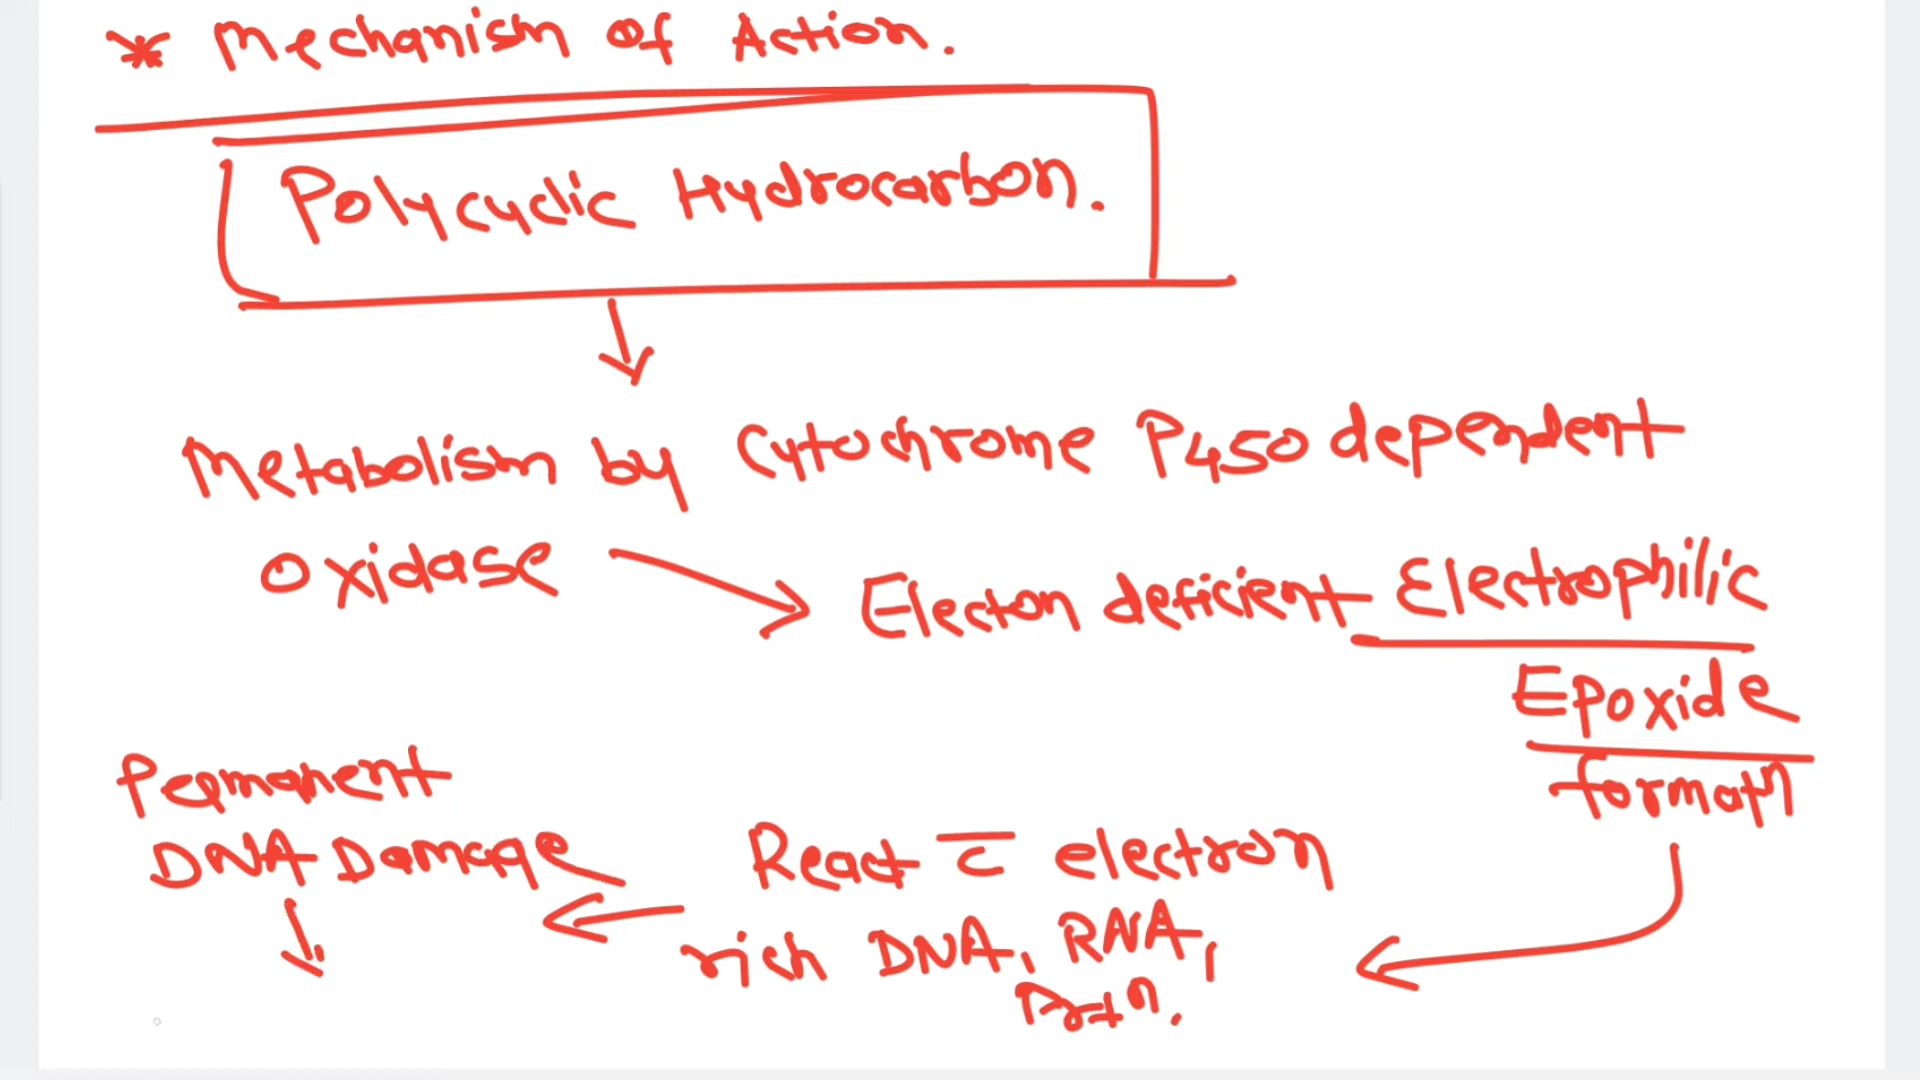 * Mechanism of Action.
Polycyclic Hydrocarbon.
Metabolism by Cytochrome P450 dependent
oxidase → Electon deficient Electrophilic
Epoxide
formatn
React c̅ electron
rich DNA, RNA,
Prtn.
Permanent
DNA Damage